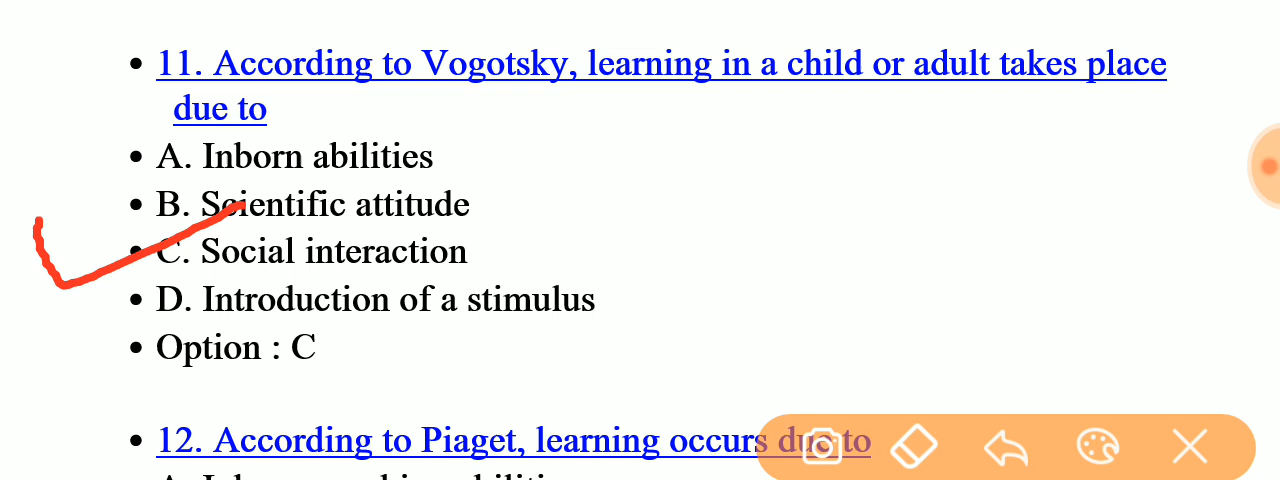 • 11. According to Vogotsky, learning in a child or adult takes place
due to
• A. Inborn abilities
• B. Scientific attitude
• C. Social interaction
• D. Introduction of a stimulus
• Option : C
• 12. According to Piaget, learning occurs due to